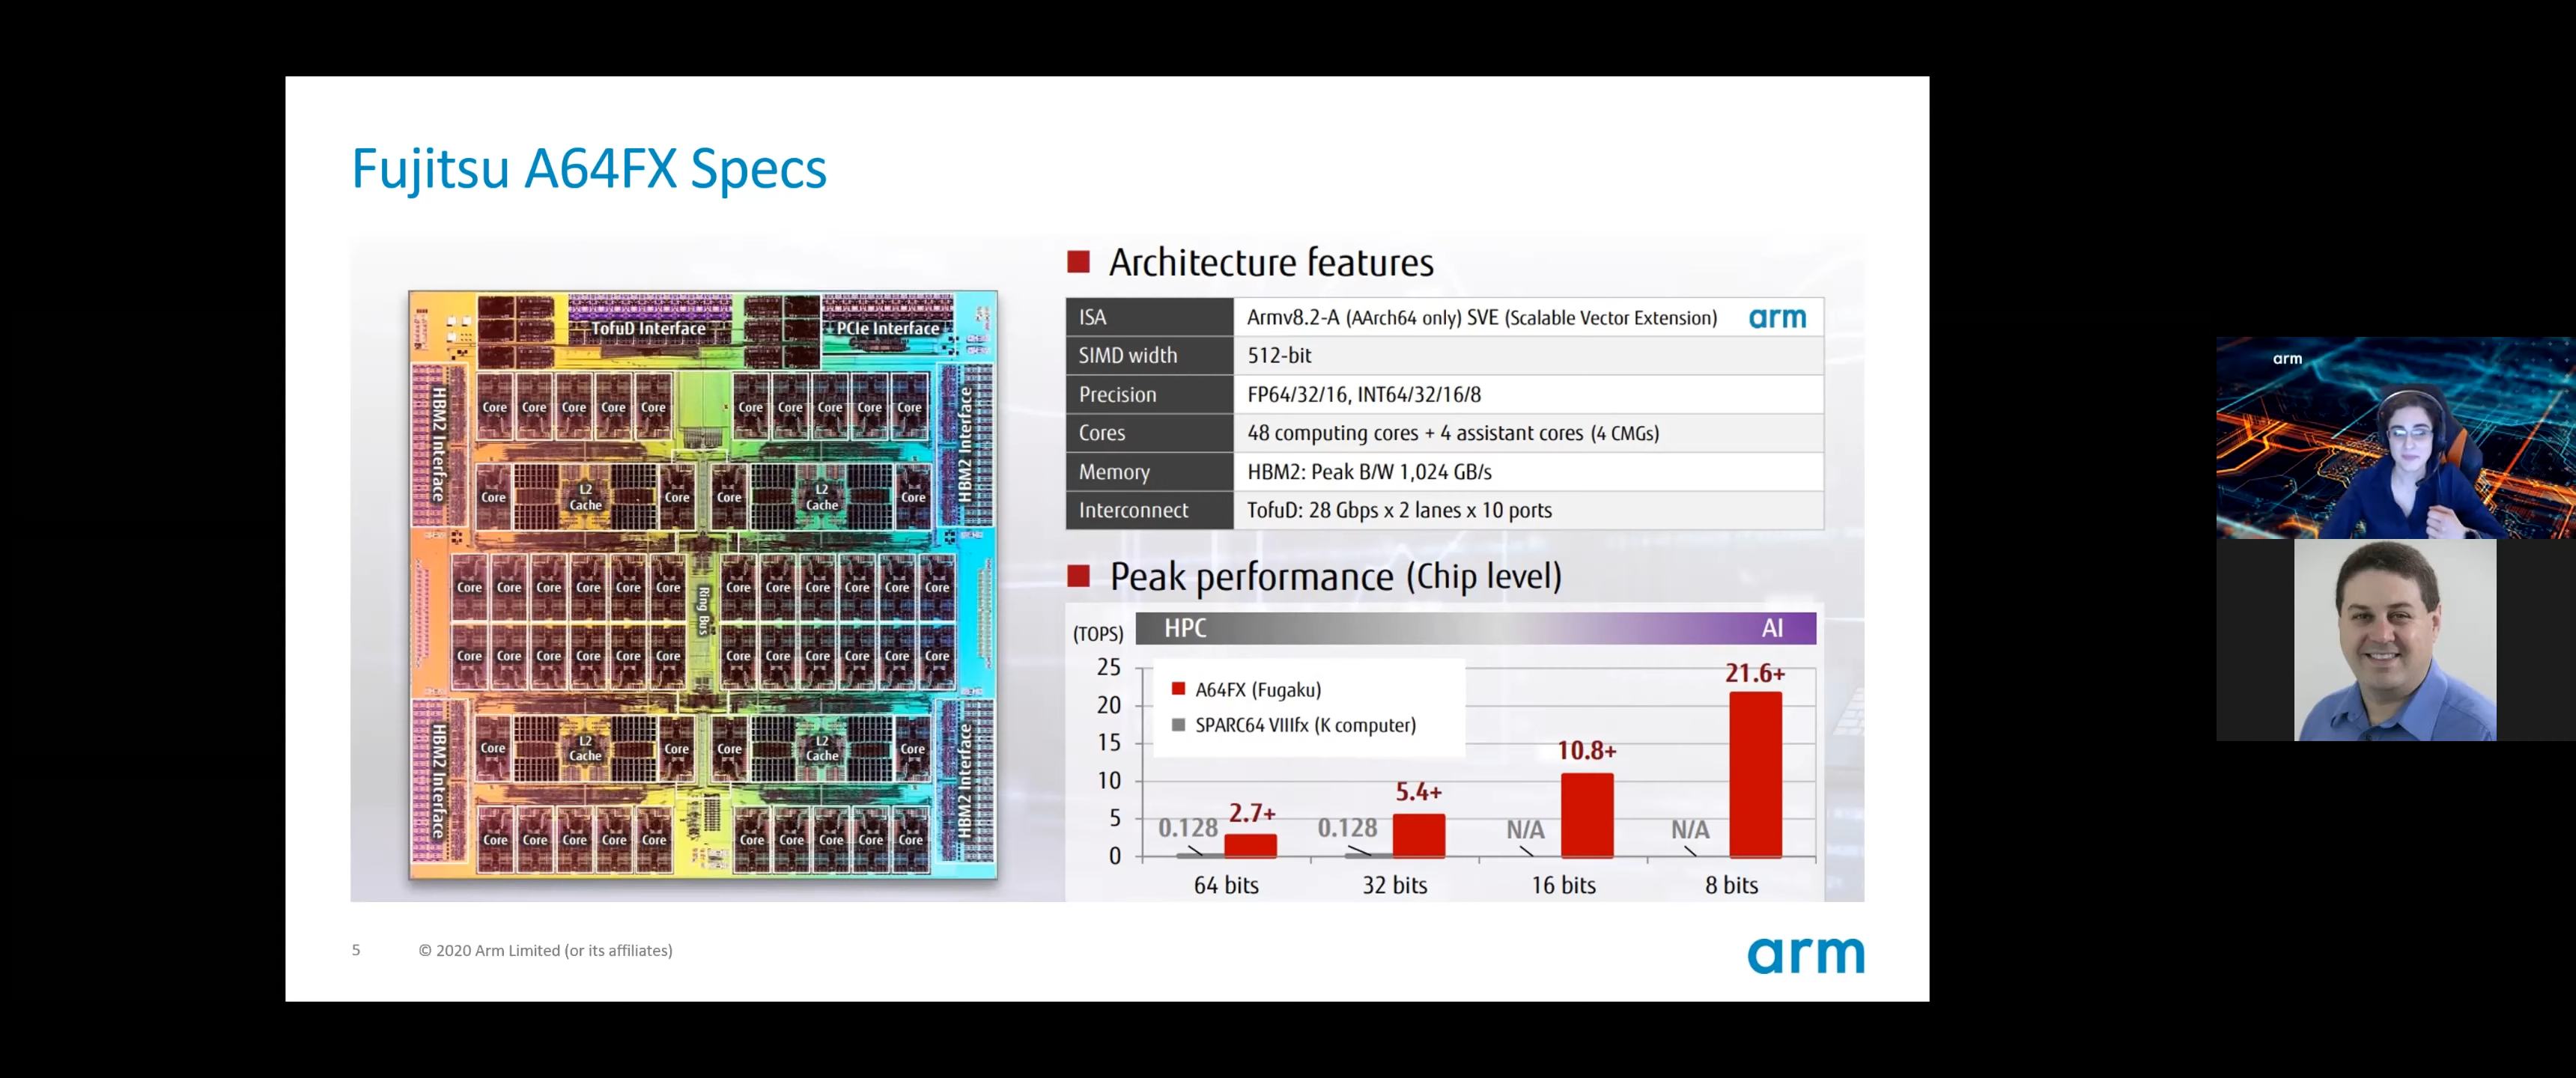 Fujitsu A64FX Specs
TofuD Interface
PCIe Interface
HBM2 Interface
HBM2 Interface
Core Core Core Core Core Core Core Core Core Core
Core L2 Cache Core Core L2 Cache Core
Core Core Core Core Core Core Core Core Core Core Core Core
Ring Bus
Core Core Core Core Core Core Core Core Core Core Core Core
HBM2 Interface
HBM2 Interface
Core L2 Cache Core Core L2 Cache Core
Core Core Core Core Core Core Core Core Core Core
Architecture features
ISA Armv8.2-A (AArch64 only) SVE (Scalable Vector Extension) arm
SIMD width 512-bit
Precision FP64/32/16, INT64/32/16/8
Cores 48 computing cores + 4 assistant cores (4 CMGs)
Memory HBM2: Peak B/W 1,024 GB/s
Interconnect TofuD: 28 Gbps x 2 lanes x 10 ports
Peak performance (Chip level)
(TOPS) HPC AI
25
20
15
10
5
0
A64FX (Fugaku)
SPARC64 VIIIfx (K computer)
0.128 2.7+
0.128 5.4+
N/A 10.8+
N/A 21.6+
64 bits 32 bits 16 bits 8 bits
5 © 2020 Arm Limited (or its affiliates)
arm
arm